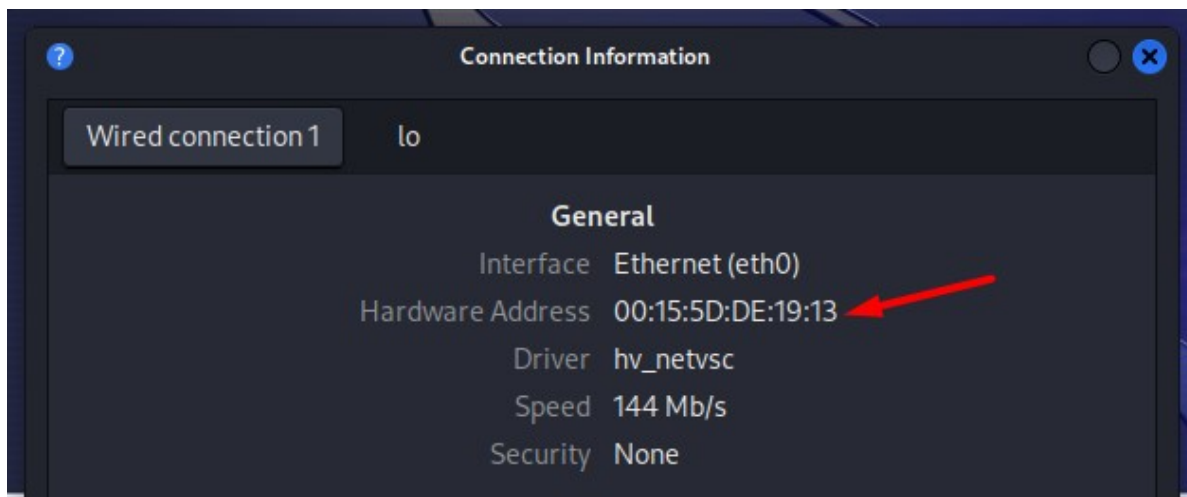 Connection Information
Wired connection 1 lo
General
Interface Ethernet (eth0)
Hardware Address 00:15:5D:DE:19:13
Driver hv_netvsc
Speed 144 Mb/s
Security None